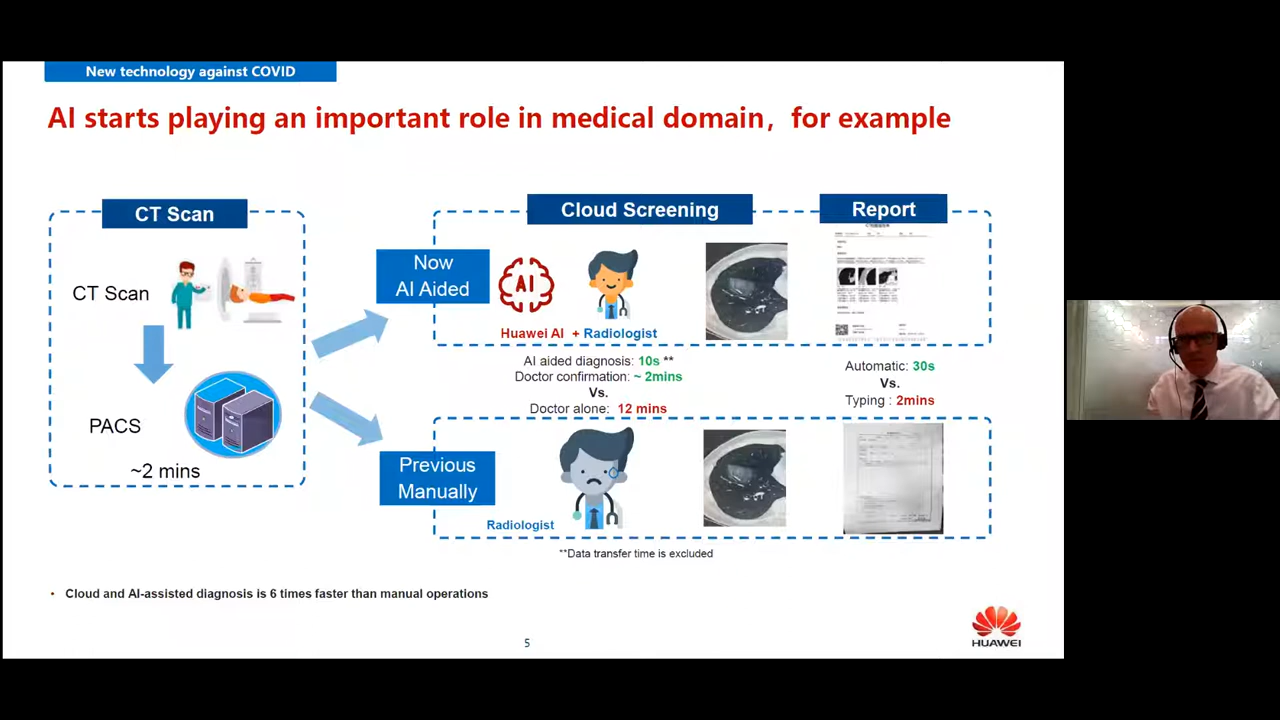 New technology against COVID
AI starts playing an important role in medical domain，for example
CT Scan
CT Scan
PACS
~2 mins
Cloud Screening
Report
Now
AI Aided
AI
Huawei AI + Radiologist
AI aided diagnosis: 10s **
Doctor confirmation: ~ 2mins
Vs.
Doctor alone: 12 mins
Automatic: 30s
Vs.
Typing : 2mins
Previous
Manually
Radiologist
**Data transfer time is excluded
• Cloud and AI-assisted diagnosis is 6 times faster than manual operations
5
HUAWEI